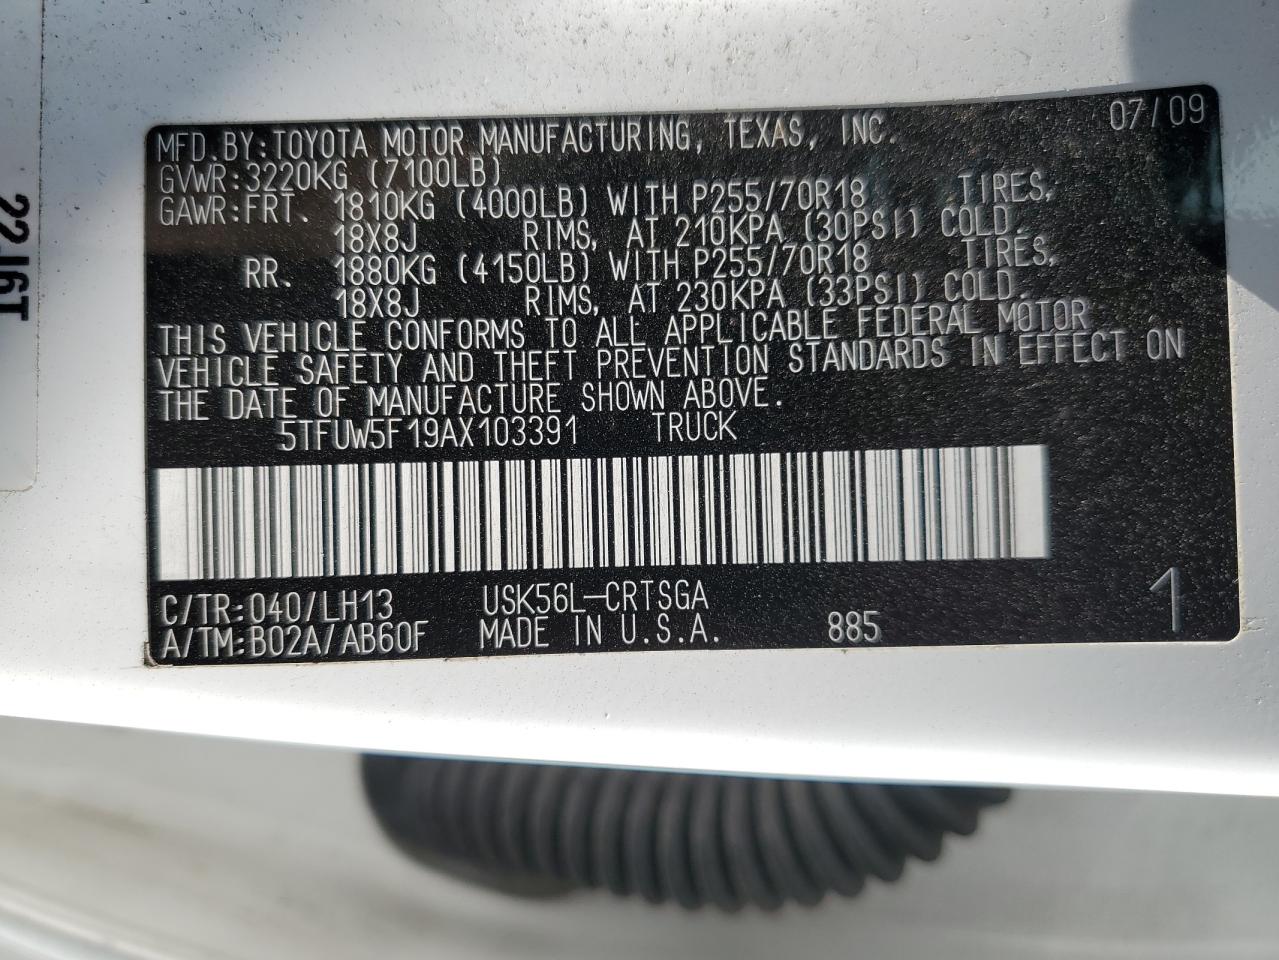 07/09
MFD.BY:TOYOTA MOTOR MANUFACTURING, TEXAS, INC.
GVWR:3220KG (7100LB)
GAWR:FRT. 1810KG (4000LB) WITH P255/70R18 TIRES,
18X8J RIMS, AT 210KPA (30PSI) COLD.
RR. 1880KG (4150LB) WITH P255/70R18 TIRES,
18X8J RIMS, AT 230KPA (33PSI) COLD.
THIS VEHICLE CONFORMS TO ALL APPLICABLE FEDERAL MOTOR
VEHICLE SAFETY AND THEFT PREVENTION STANDARDS IN EFFECT ON
THE DATE OF MANUFACTURE SHOWN ABOVE.
5TFUW5F19AX103391 TRUCK
C/TR:040/LH13 USK56L-CRTSGA
A/TM:B02A/AB60F MADE IN U.S.A. 885 1